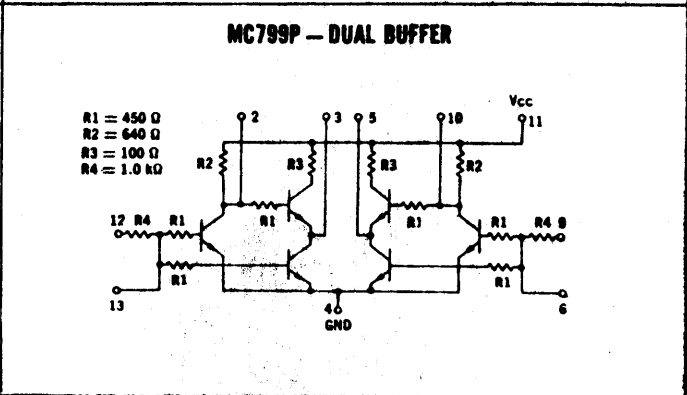 MC799P — DUAL BUFFER
R1 = 450 Ω
R2 = 640 Ω
R3 = 100 Ω
R4 = 1.0 kΩ
2
3
5
10
Vcc
11
R2
R3
R3
R2
R1
R1
12
R4
R1
R1
R4
9
R1
R1
13
4
GND
6